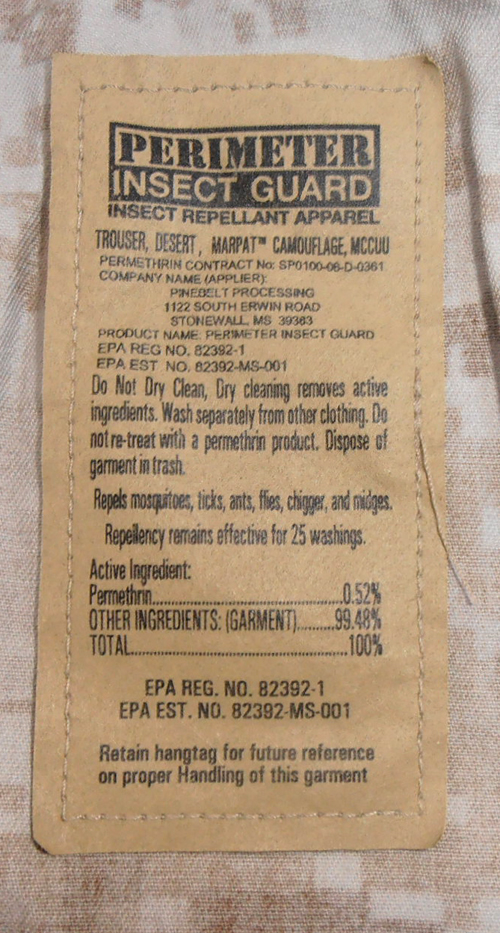 PERIMETER
INSECT GUARD
INSECT REPELLANT APPAREL
TROUSER, DESERT, MARPAT™ CAMOUFLAGE, MCCUU
PERMETHRIN CONTRACT No: SP0100-06-D-0361
COMPANY NAME (APPLIER):
PINEBELT PROCESSING
1122 SOUTH ERWIN ROAD
STONEWALL, MS 39363
PRODUCT NAME: PERIMETER INSECT GUARD
EPA REG NO. 82392-1
EPA EST NO. 82392-MS-001
Do Not Dry Clean, Dry cleaning removes active
ingredients. Wash separately from other clothing. Do
not re-treat with a permethrin product. Dispose of
garment in trash.
Repels mosquitoes, ticks, ants, flies, chigger, and midges.
Repellency remains effective for 25 washings.
Active Ingredient:
Permethrin..............................0.52%
OTHER INGREDIENTS: (GARMENT).........99.48%
TOTAL...................................100%
EPA REG. NO. 82392-1
EPA EST. NO. 82392-MS-001
Retain hangtag for future reference
on proper Handling of this garment